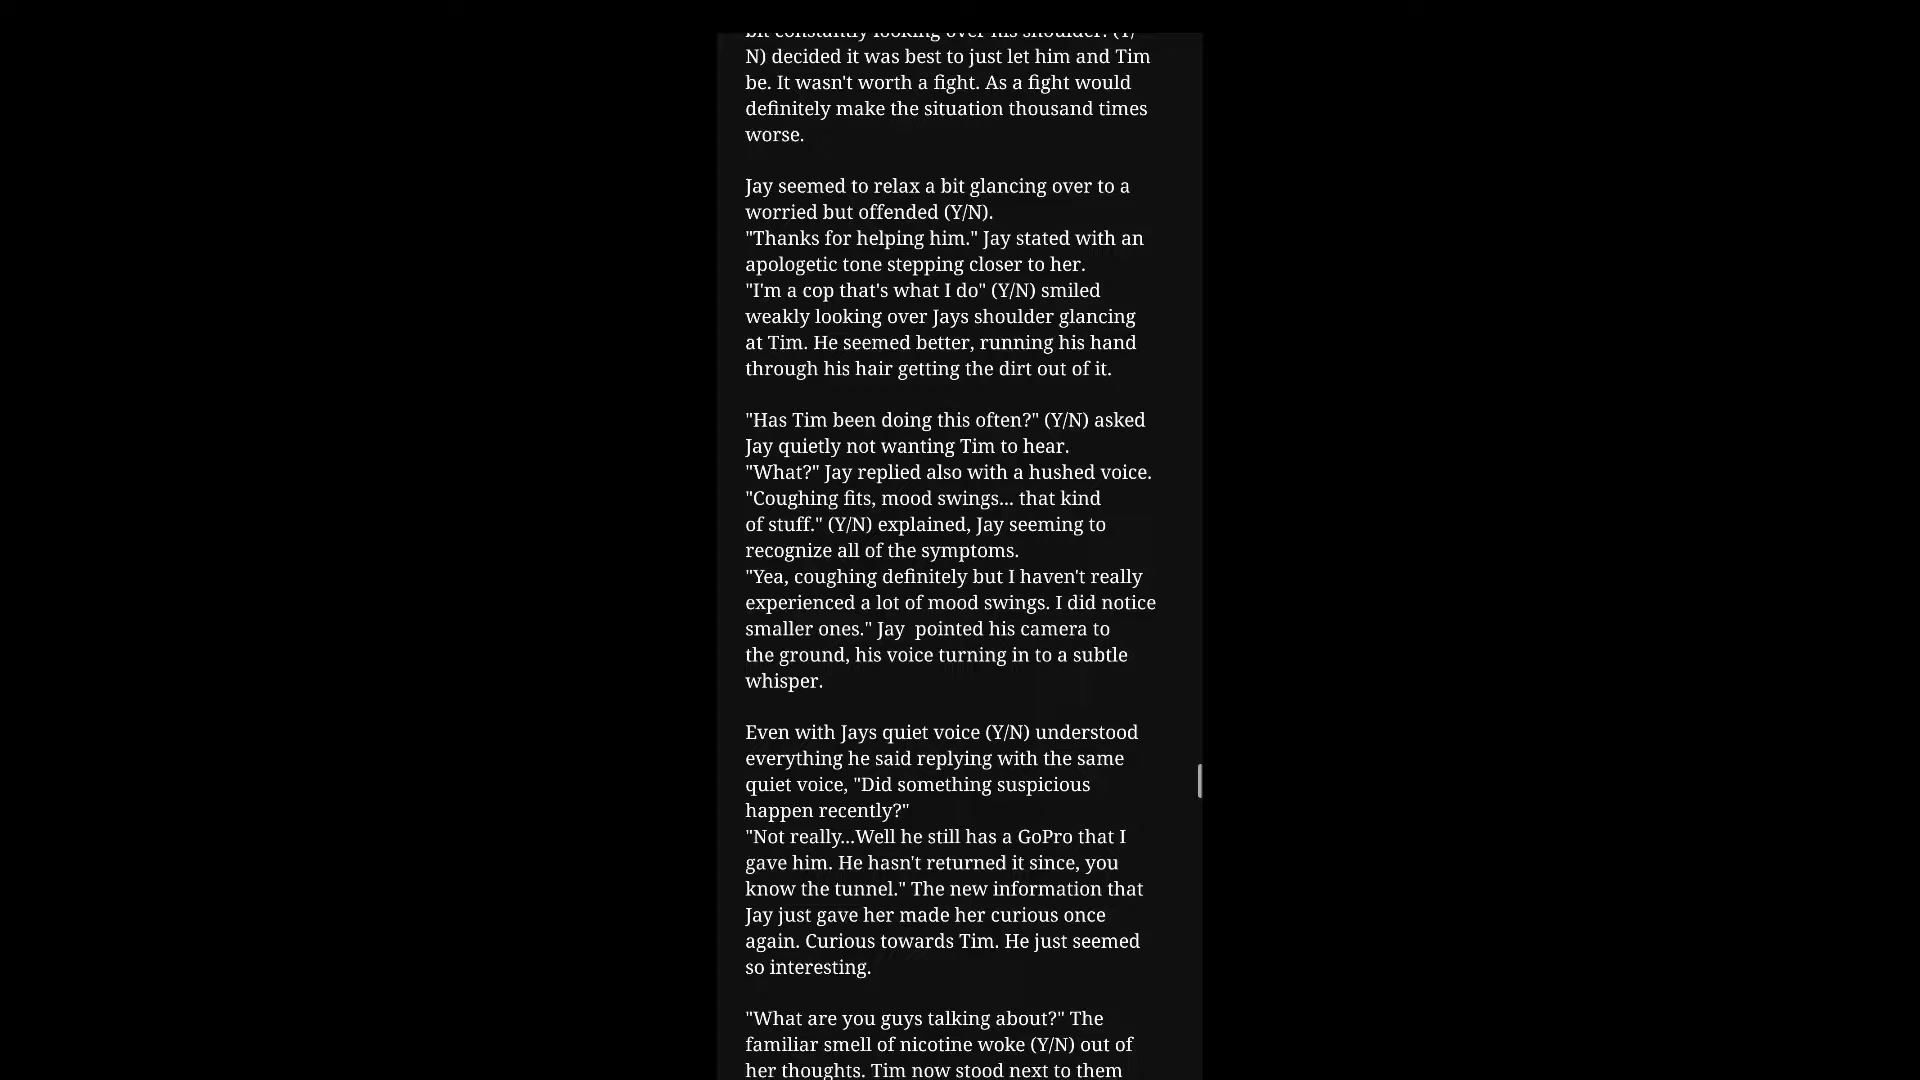 bit constantly looking over his shoulder. (Y/
N) decided it was best to just let him and Tim
be. It wasn't worth a fight. As a fight would
definitely make the situation thousand times
worse.
Jay seemed to relax a bit glancing over to a
worried but offended (Y/N).
"Thanks for helping him." Jay stated with an
apologetic tone stepping closer to her.
"I'm a cop that's what I do" (Y/N) smiled
weakly looking over Jays shoulder glancing
at Tim. He seemed better, running his hand
through his hair getting the dirt out of it.
"Has Tim been doing this often?" (Y/N) asked
Jay quietly not wanting Tim to hear.
"What?" Jay replied also with a hushed voice.
"Coughing fits, mood swings... that kind
of stuff." (Y/N) explained, Jay seeming to
recognize all of the symptoms.
"Yea, coughing definitely but I haven't really
experienced a lot of mood swings. I did notice
smaller ones." Jay  pointed his camera to
the ground, his voice turning in to a subtle
whisper.
Even with Jays quiet voice (Y/N) understood
everything he said replying with the same
quiet voice, "Did something suspicious
happen recently?"
"Not really...Well he still has a GoPro that I
gave him. He hasn't returned it since, you
know the tunnel." The new information that
Jay just gave her made her curious once
again. Curious towards Tim. He just seemed
so interesting.
"What are you guys talking about?" The
familiar smell of nicotine woke (Y/N) out of
her thoughts. Tim now stood next to them